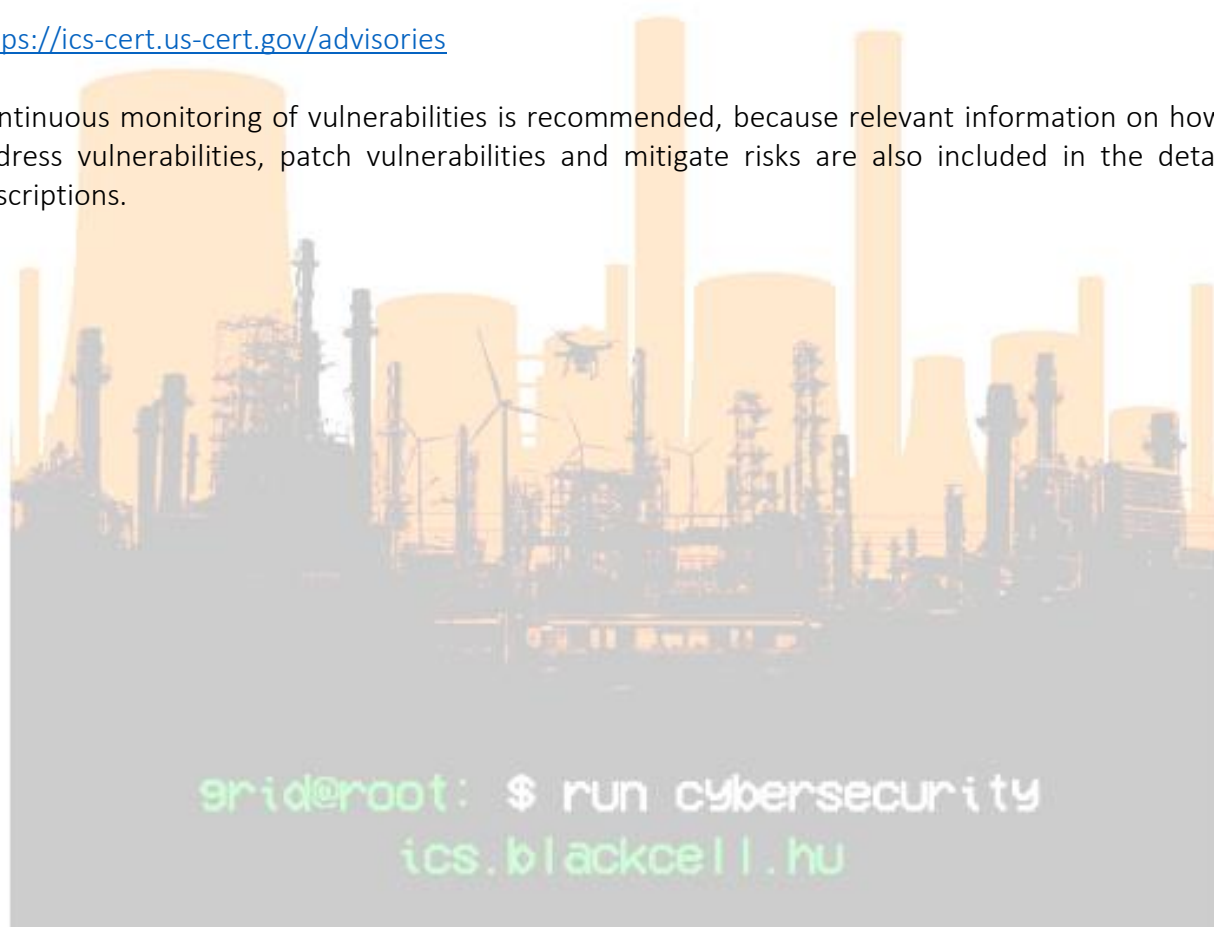 ps://ics-cert.us-cert.gov/advisories
ntinuous monitoring of vulnerabilities is recommended, because relevant information on how
dress vulnerabilities, patch vulnerabilities and mitigate risks are also included in the deta
scriptions.
grid@root: $ run cybersecurity
ics.blackcell.hu